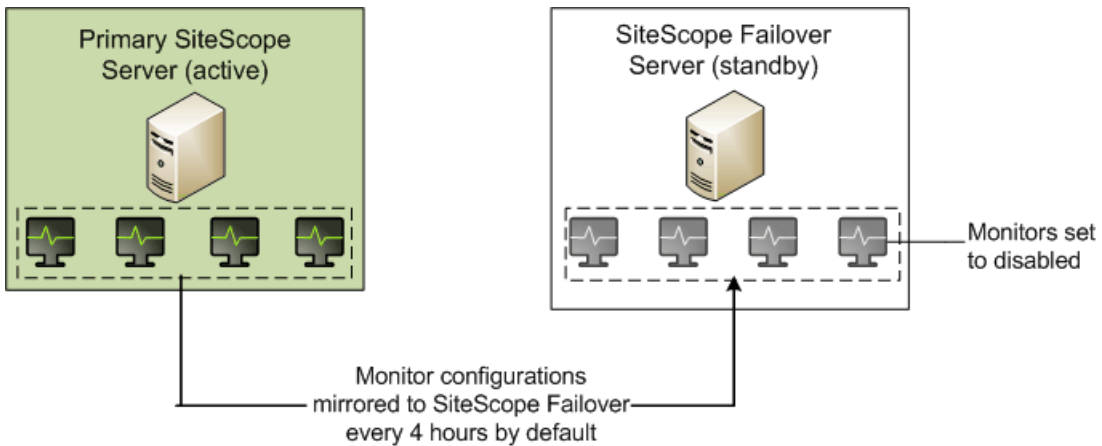 Primary SiteScope
Server (active)
SiteScope Failover
Server (standby)
Monitors set
to disabled
Monitor configurations
mirrored to SiteScope Failover
every 4 hours by default